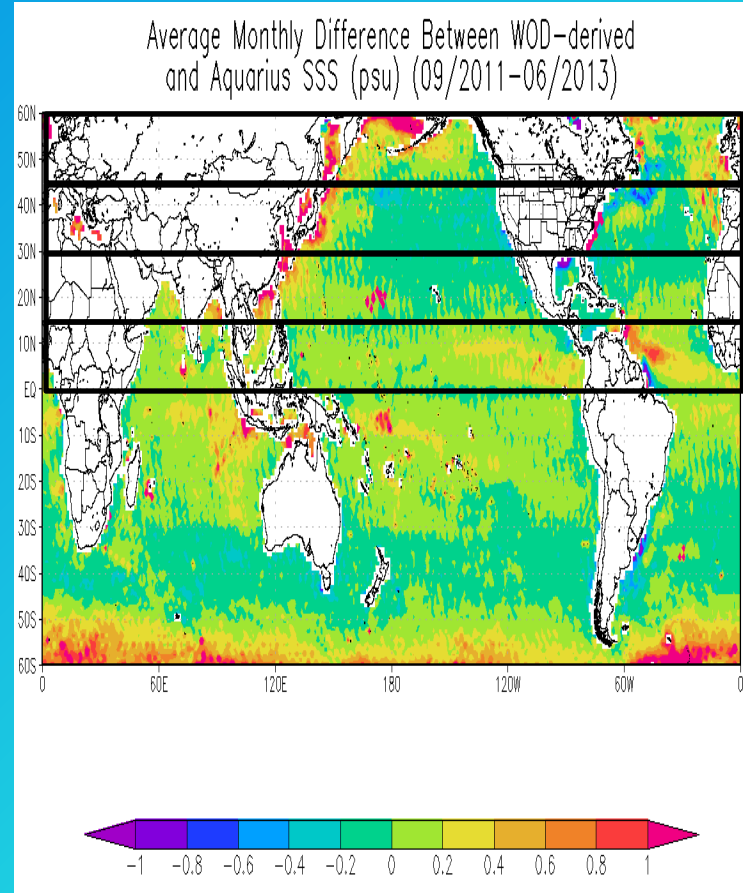 Average Monthly Difference Between WOD-derived
and Aquarius SSS (psu) (09/2011-06/2013)
60N
50N
40N
30N
20N
10N
EQ
10S
20S
30S
40S
50S
60S
0 60E 120E 180 120W 60W 0
-1 -0.8 -0.6 -0.4 -0.2 0 0.2 0.4 0.6 0.8 1